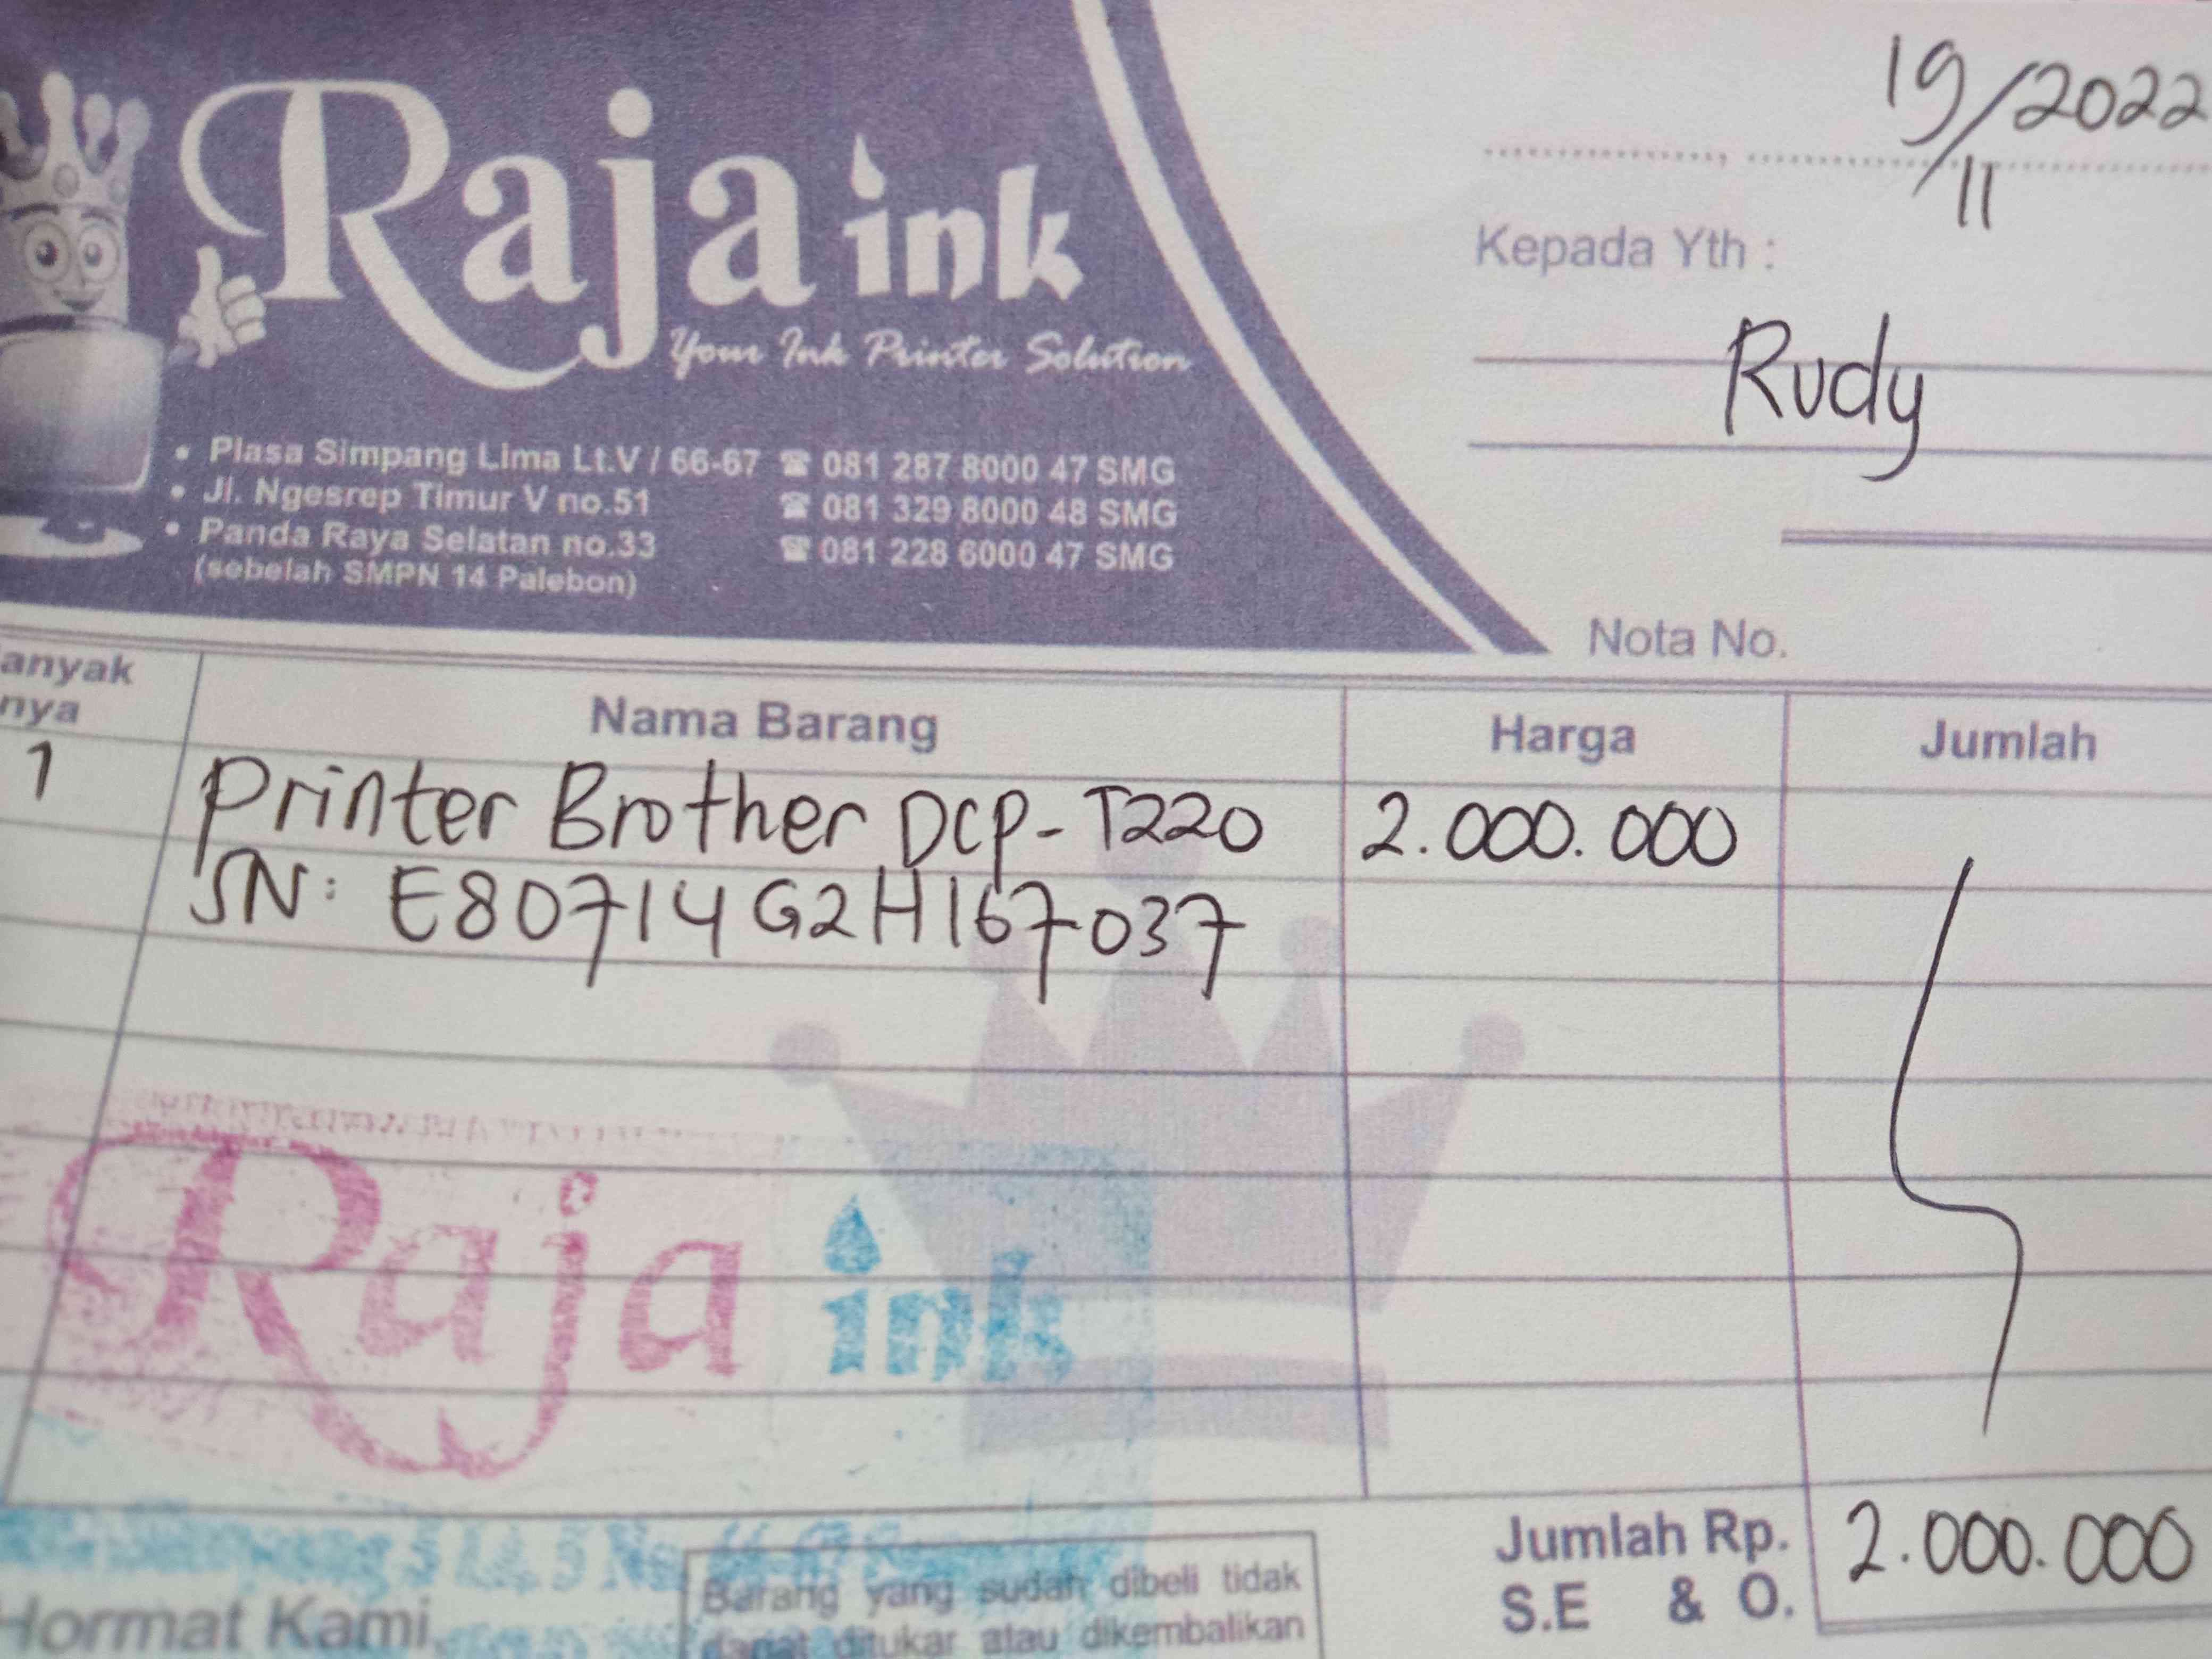 Raja ink
Your Ink Printer Solution
• Plasa Simpang Lima Lt.V / 66-67 ☎ 081 287 8000 47 SMG
• Jl. Ngesrep Timur V no.51 ☎ 081 329 8000 48 SMG
• Panda Raya Selatan no.33 ☎ 081 228 6000 47 SMG
(sebelah SMPN 14 Palebon)
19/11/2022
Kepada Yth :
Rudy
Nota No.
anyak
nya
Nama Barang Harga Jumlah
1 Printer Brother DCP-T220 2.000.000
SN: E80714G2H167037
Raja ink
Jumlah Rp. 2.000.000
S.E & O.
Hormat Kami,
Barang yang sudah dibeli tidak
dapat ditukar atau dikembalikan